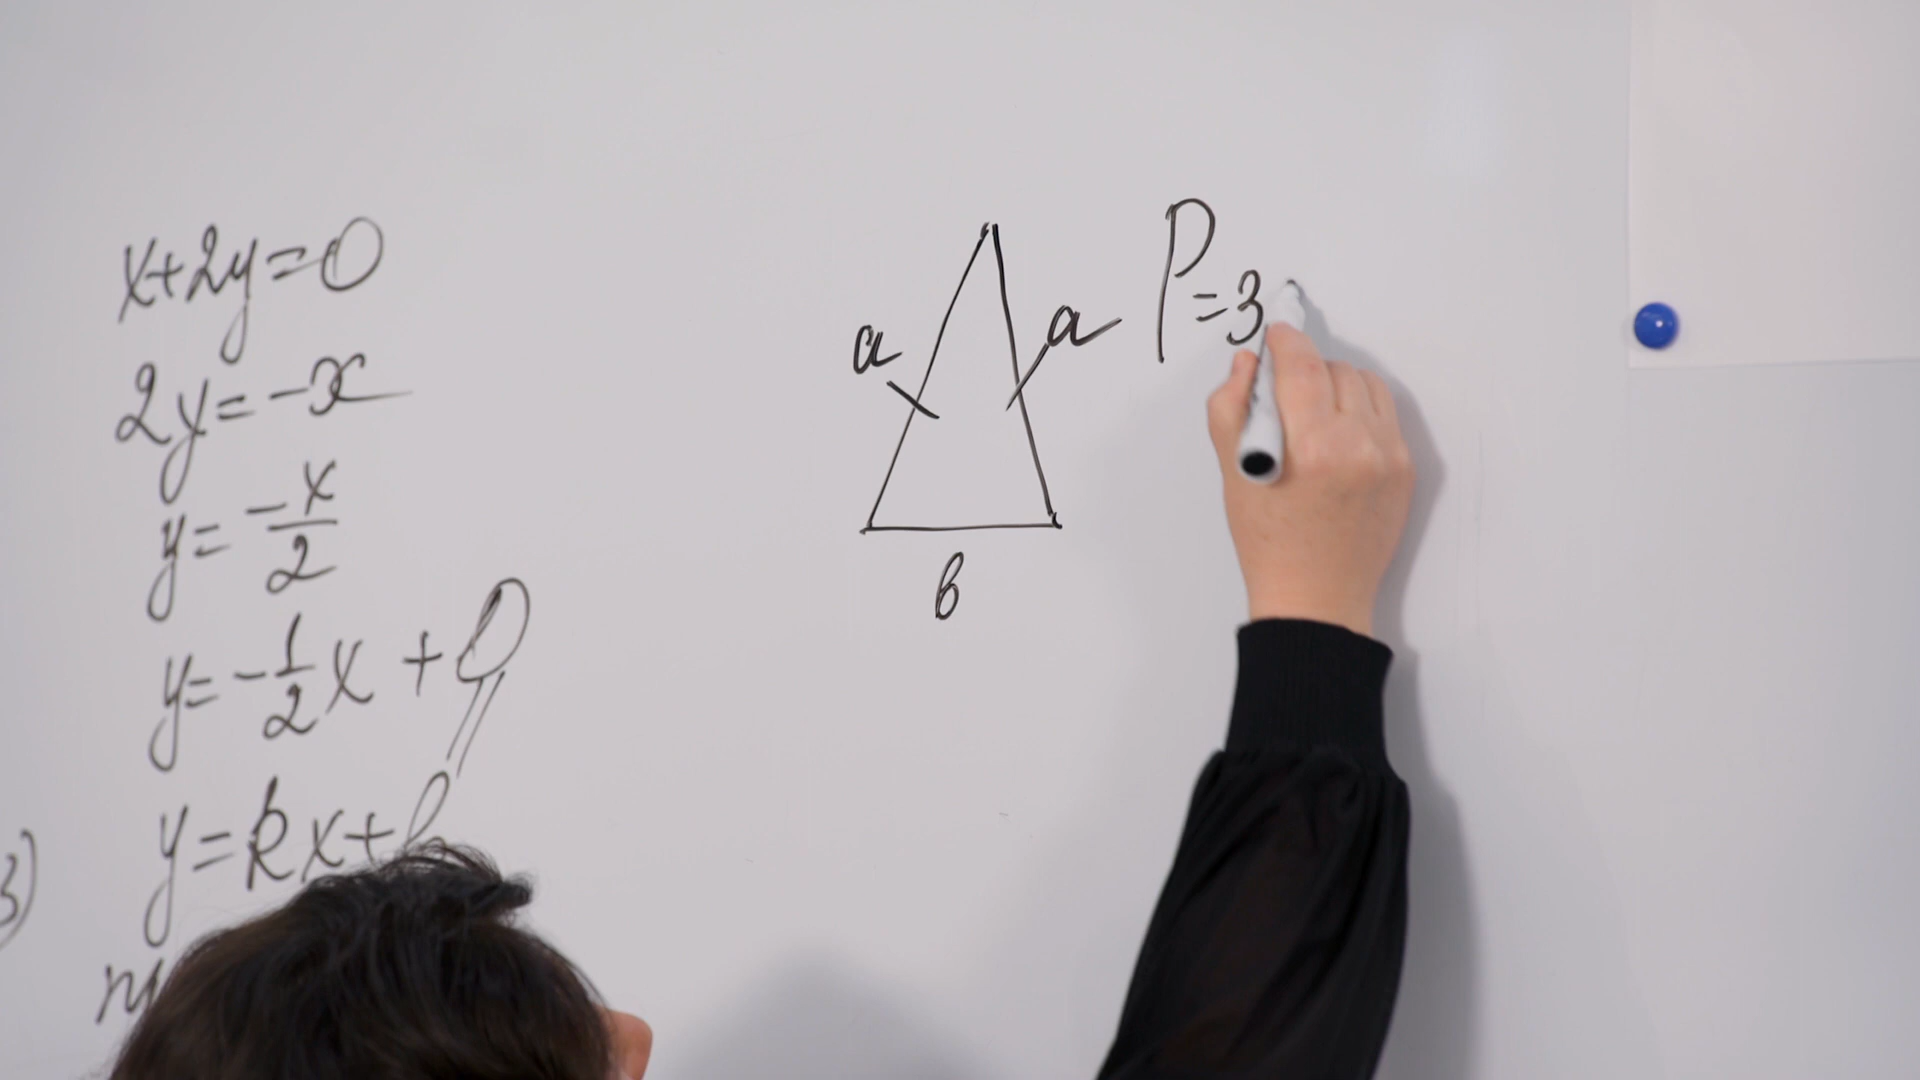 x+2y=0
2y=-x
y=-x/2
y=-1/2x+0
y=kx+b
3)
a
a
P=3
b